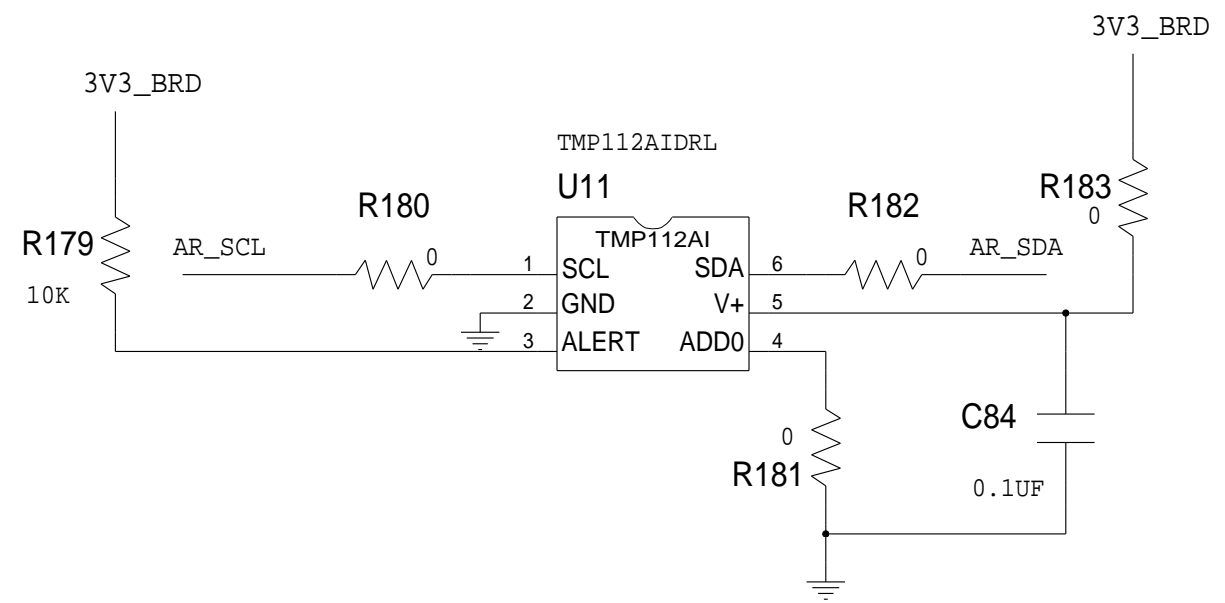 3V3_BRD
3V3_BRD
TMP112AIDRL
U11
R180
R182
R183
0
R179
10K
AR_SCL
0
TMP112AI
0
AR_SDA
1 SCL SDA 6
2 GND V+ 5
3 ALERT ADD0 4
C84
0.1UF
0
R181